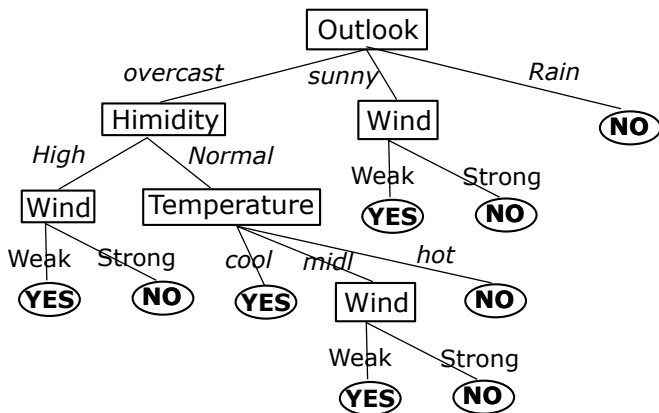 Outlook
overcast
sunny
Rain
Himidity
Wind
NO
High
Normal
Weak
Strong
Wind
Temperature
YES
NO
Weak
Strong
cool
midl
hot
YES
NO
YES
Wind
NO
Weak
Strong
YES
NO